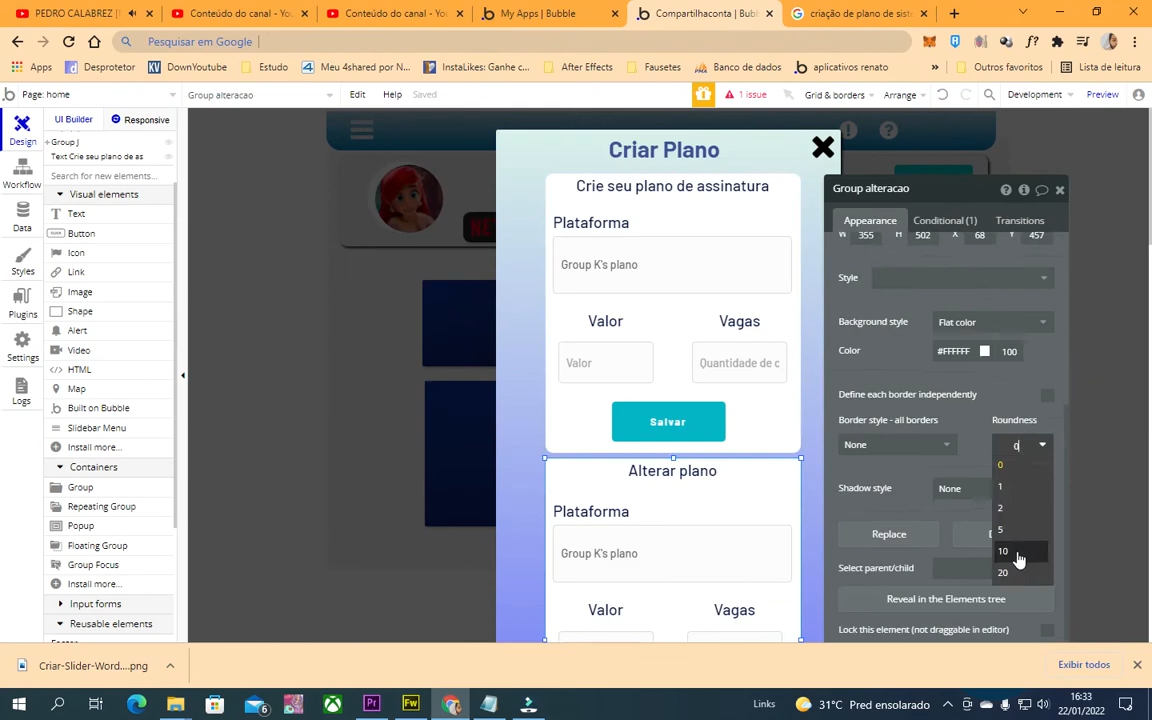 PEDRO CALABREZ [
Conteúdo do canal - You
Conteúdo do canal - You
My Apps | Bubble
Compartilhaconta | Bub
criação de plano de siste
Pesquisar em Google
Apps
Desprotetor
DownYoutube
Estudo
Meu 4shared por N...
InstaLikes: Ganhe c...
After Effects
Fausetes
Banco de dados
aplicativos renato
»
Outros favoritos
Lista de leitura
Page: home
Group alteracao
Edit
Help
Saved
1 issue
Grid & borders
Arrange
Development
Preview
Design
Workflow
Data
Styles
Plugins
Settings
Logs
UI Builder
Responsive
Group J
Text Crie seu plano de as
Search for new elements...
Visual elements
Text
Button
Icon
Link
Image
Shape
Alert
Video
</> HTML
Map
Built on Bubble
Slidebar Menu
Install more...
Containers
Group
Repeating Group
Popup
Floating Group
Group Focus
Install more...
Input forms
Reusable elements
Criar Plano
Crie seu plano de assinatura
Plataforma
Group K's plano
Valor
Vagas
Valor
Quantidade de c
Salvar
Alterar plano
Plataforma
Group K's plano
Valor
Vagas
Group alteracao
Appearance
Conditional (1)
Transitions
W 355 H 502 X 68 Y 457
Style
Background style
Flat color
Color
#FFFFFF
100
Define each border independently
Border style - all borders
Roundness
None
0
1
2
5
10
20
Shadow style
None
Replace
Select parent/child
Reveal in the Elements tree
Lock this element (not draggable in editor)
Criar-Slider-Word....png
Exibir todos
Links
31°C Pred ensolarado
16:33
22/01/2022